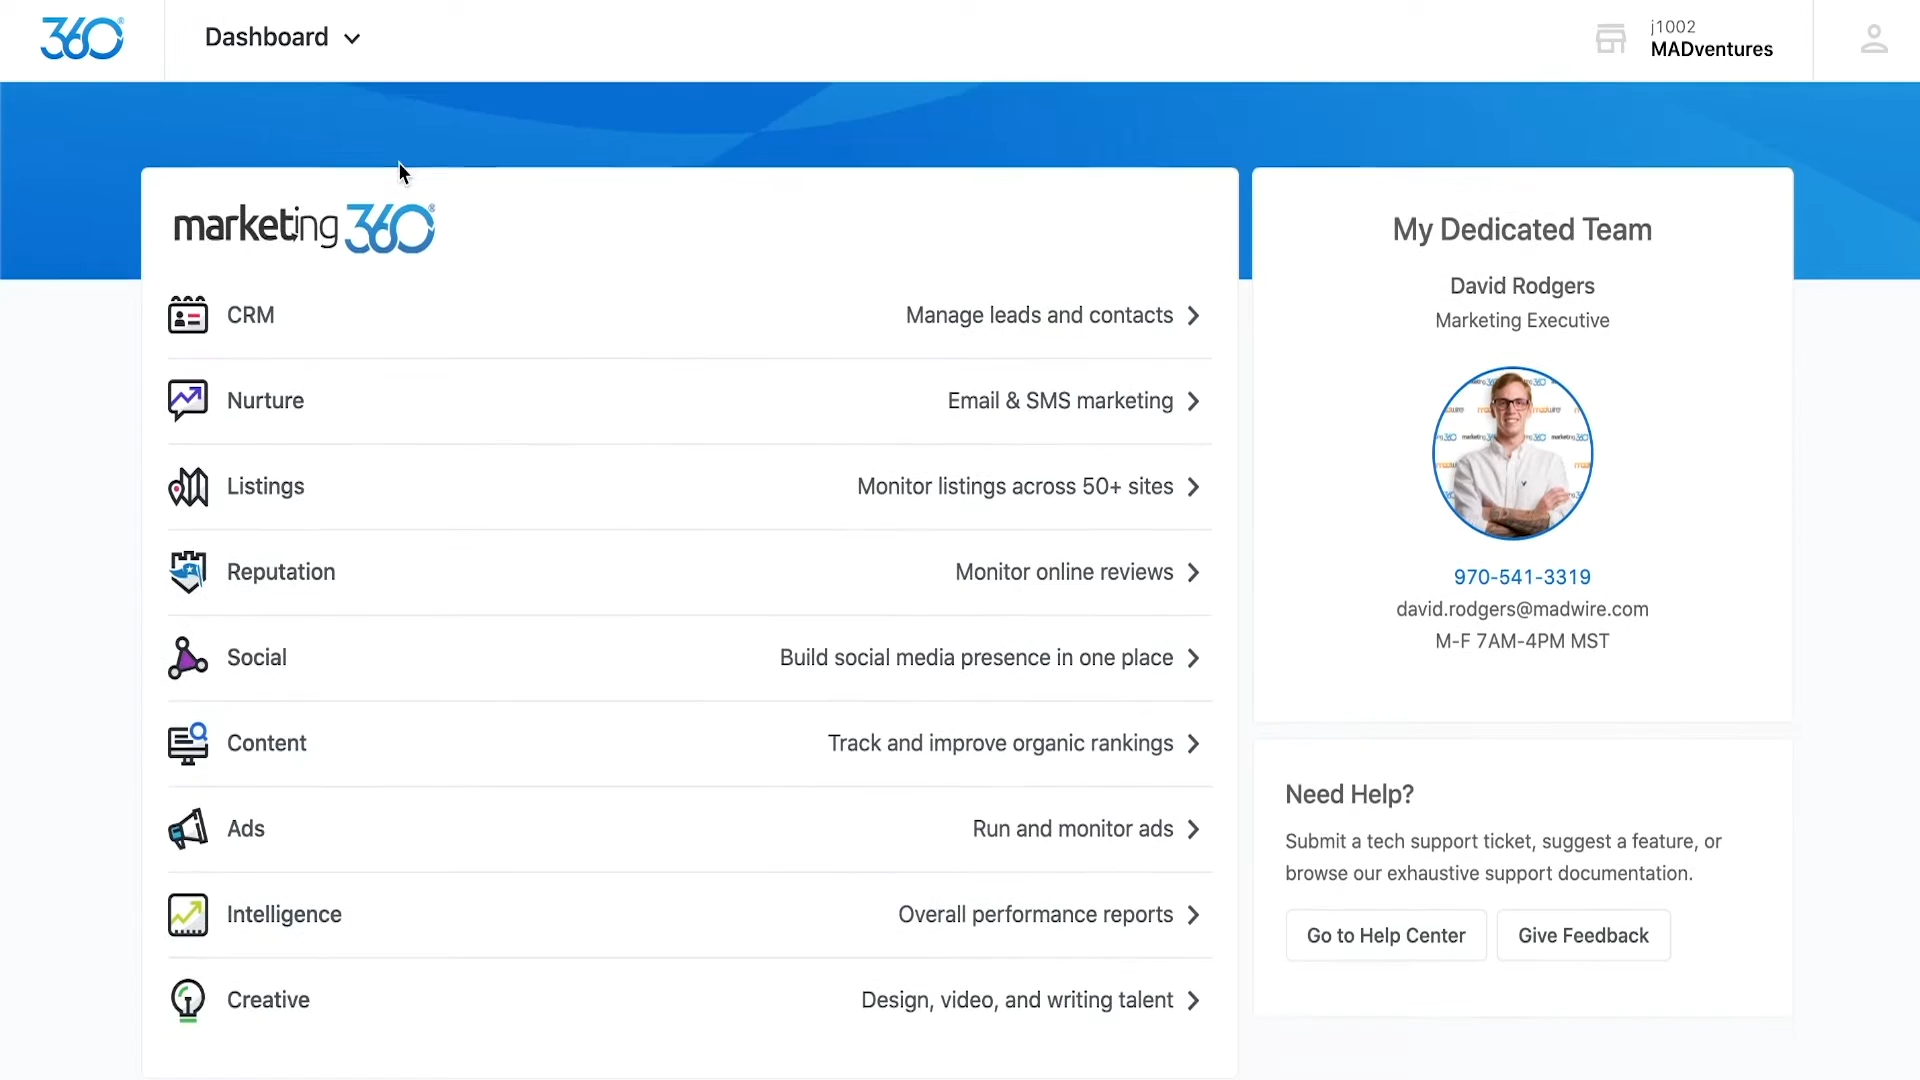 360®
Dashboard
j1002
MADventures
marketing 360®
CRM
Manage leads and contacts
Nurture
Email & SMS marketing
Listings
Monitor listings across 50+ sites
Reputation
Monitor online reviews
Social
Build social media presence in one place
Content
Track and improve organic rankings
Ads
Run and monitor ads
Intelligence
Overall performance reports
Creative
Design, video, and writing talent
My Dedicated Team
David Rodgers
Marketing Executive
970-541-3319
david.rodgers@madwire.com
M-F 7AM-4PM MST
Need Help?
Submit a tech support ticket, suggest a feature, or
browse our exhaustive support documentation.
Go to Help Center
Give Feedback